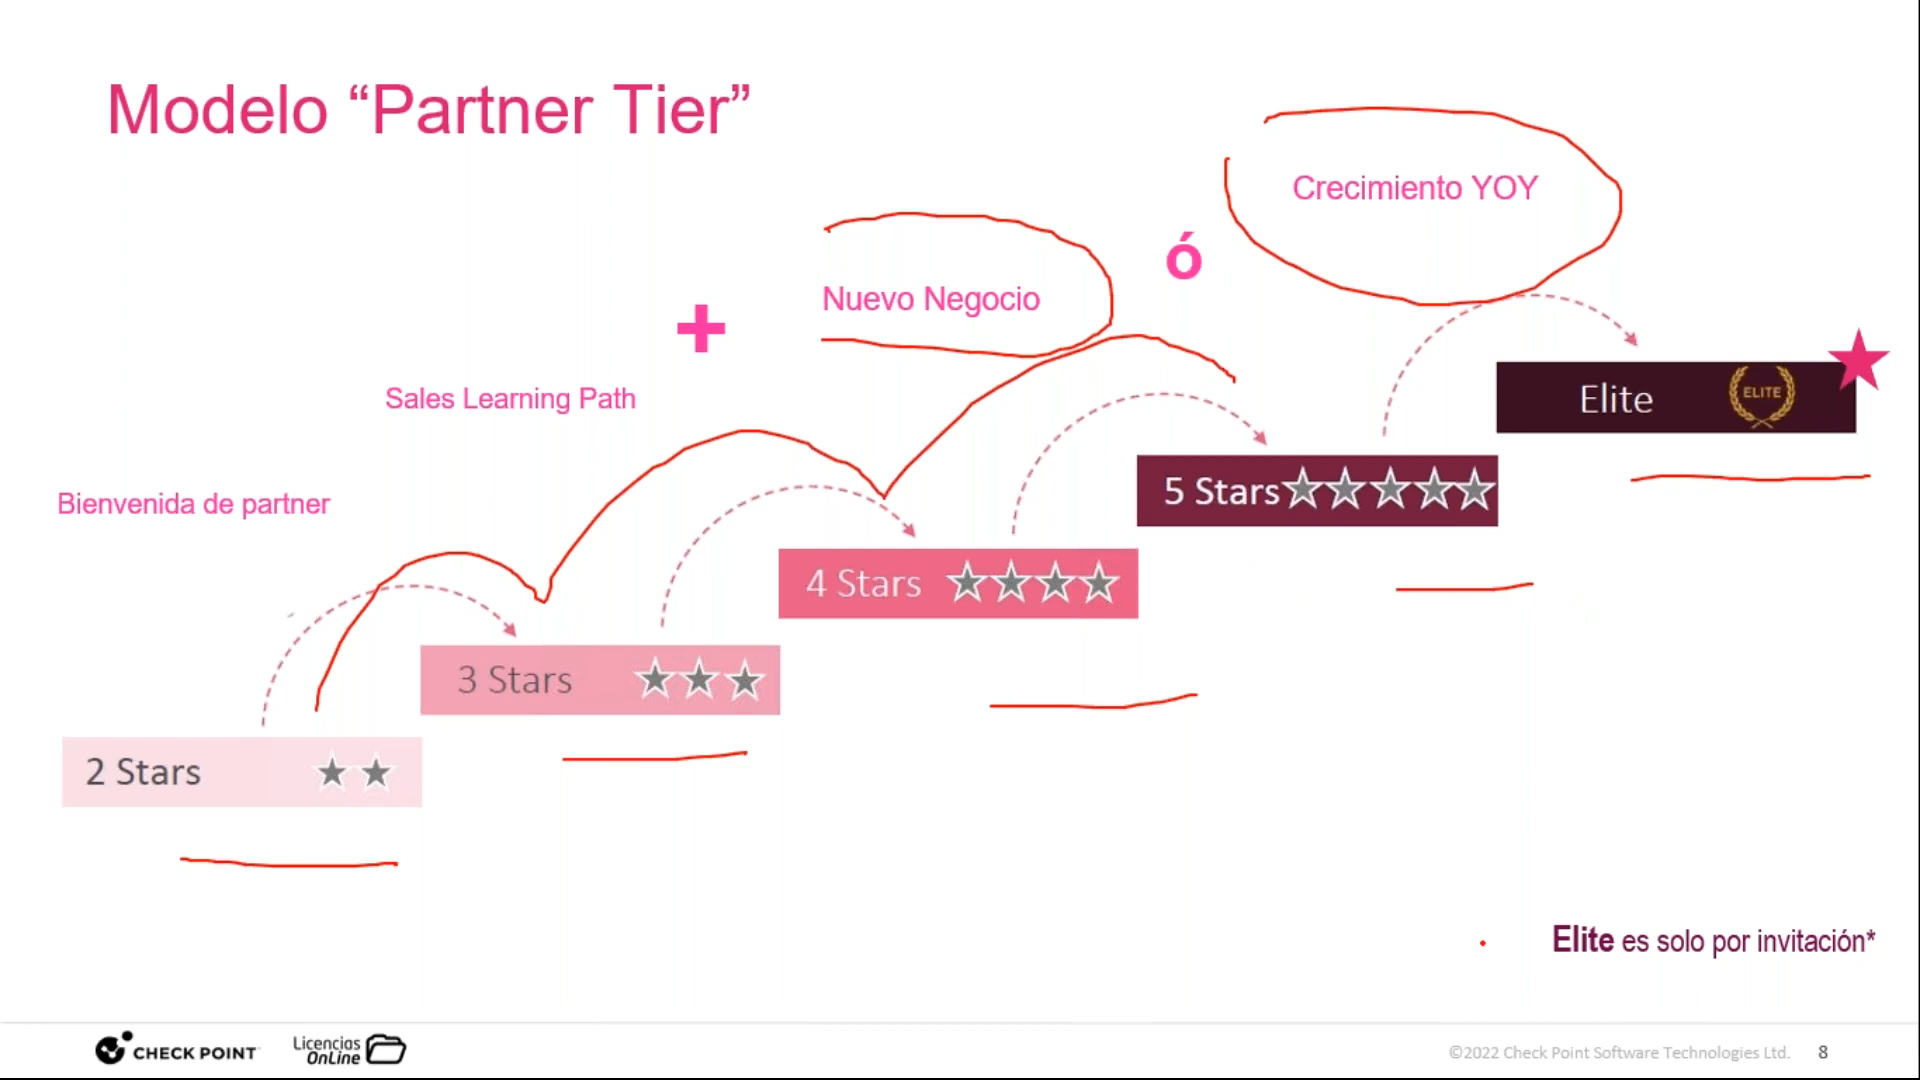 Modelo “Partner Tier”
Crecimiento YOY
ó
Nuevo Negocio
+
Sales Learning Path
Bienvenida de partner
Elite
ELITE
5 Stars
4 Stars
3 Stars
2 Stars
Elite es solo por invitación*
CHECK POINT
Licencias
OnLine
©2022 Check Point Software Technologies Ltd.
8